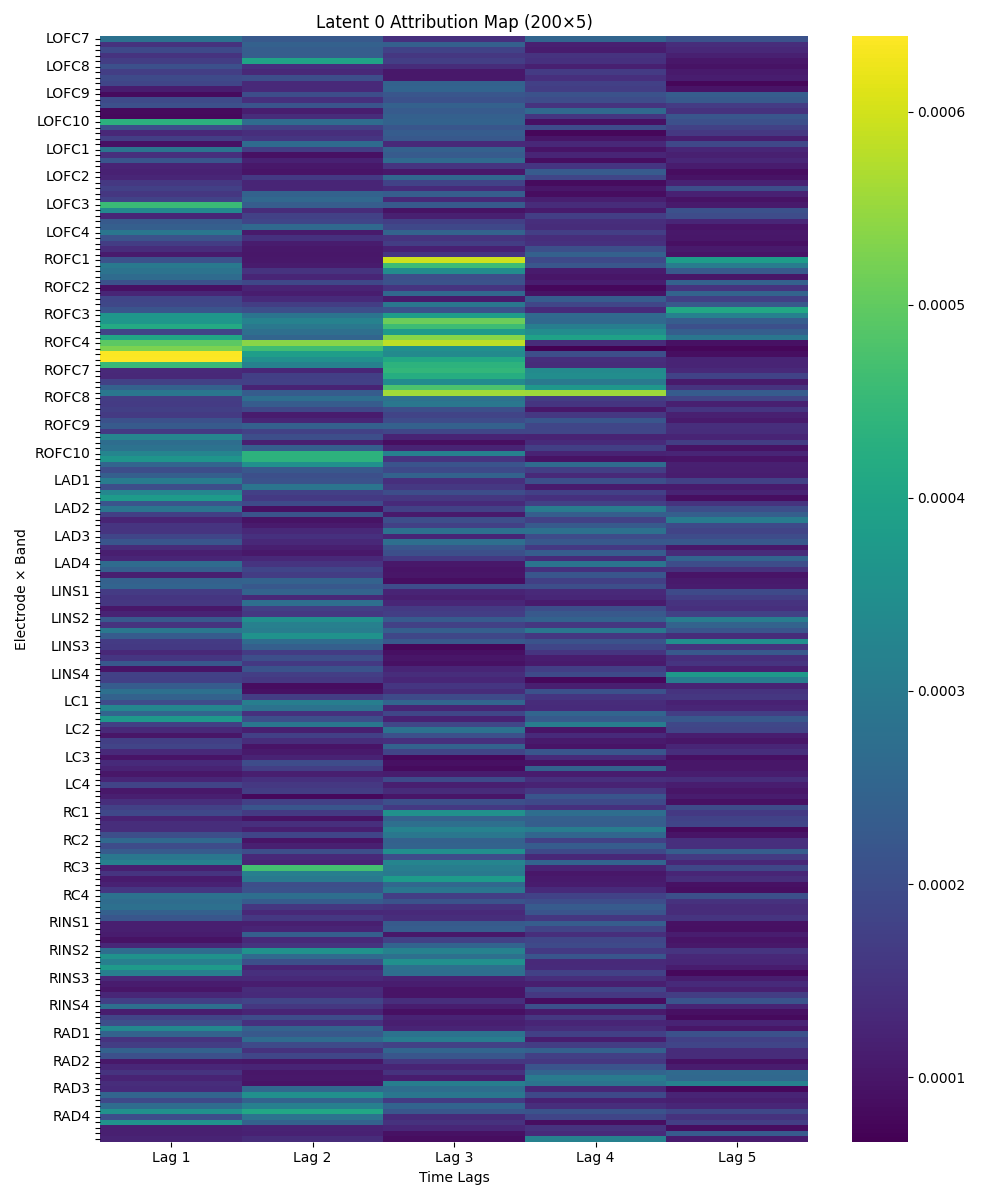 Latent 0 Attribution Map (200×5)
LOFC7
LOFC8
LOFC9
LOFC10
LOFC1
LOFC2
LOFC3
LOFC4
ROFC1
ROFC2
ROFC3
ROFC4
ROFC7
ROFC8
ROFC9
ROFC10
LAD1
LAD2
LAD3
LAD4
LINS1
LINS2
LINS3
LINS4
LC1
LC2
LC3
LC4
RC1
RC2
RC3
RC4
RINS1
RINS2
RINS3
RINS4
RAD1
RAD2
RAD3
RAD4
Electrode × Band
Lag 1 Lag 2 Lag 3 Lag 4 Lag 5
Time Lags
0.0006
0.0005
0.0004
0.0003
0.0002
0.0001